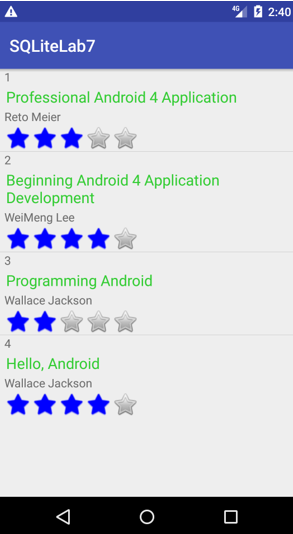 4G 2:40
SQLiteLab7
1
Professional Android 4 Application
Reto Meier
2
Beginning Android 4 Application
Development
WeiMeng Lee
3
Programming Android
Wallace Jackson
4
Hello, Android
Wallace Jackson